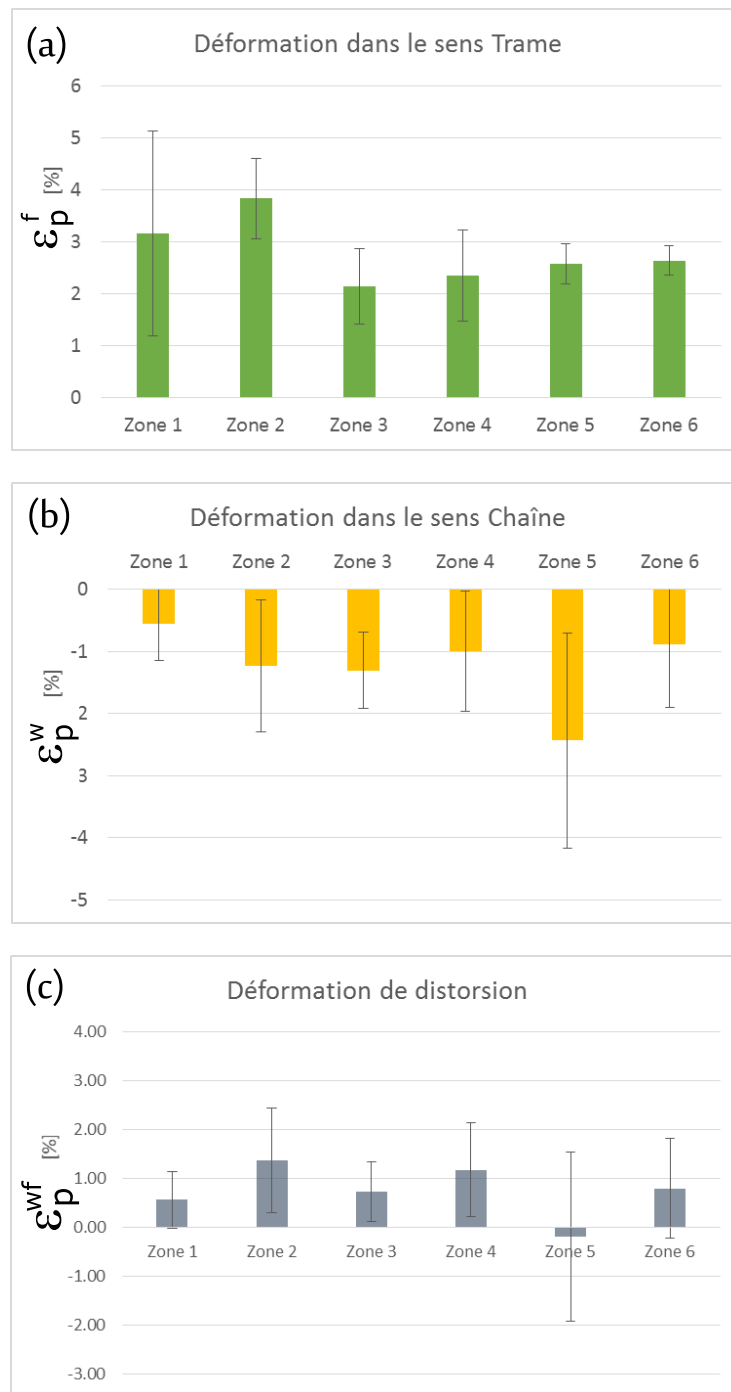 (a)
Déformation dans le sens Trame
6
5
4
3
2
1
0
ε_p^f [%]
Zone 1 Zone 2 Zone 3 Zone 4 Zone 5 Zone 6
(b)
Déformation dans le sens Chaîne
Zone 1 Zone 2 Zone 3 Zone 4 Zone 5 Zone 6
0
-1
2
3
-4
-5
ε_p^w [%]
(c)
Déformation de distorsion
4.00
3.00
2.00
1.00
0.00
-1.00
-2.00
-3.00
ε_p^wf [%]
Zone 1 Zone 2 Zone 3 Zone 4 Zone 5 Zone 6